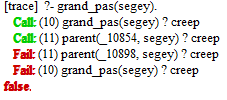 [trace]  ?- grand_pas(segey).
Call: (10) grand_pas(segey) ? creep
Call: (11) parent(_10854, segey) ? creep
Fail: (11) parent(_10898, segey) ? creep
Fail: (10) grand_pas(segey) ? creep
false.